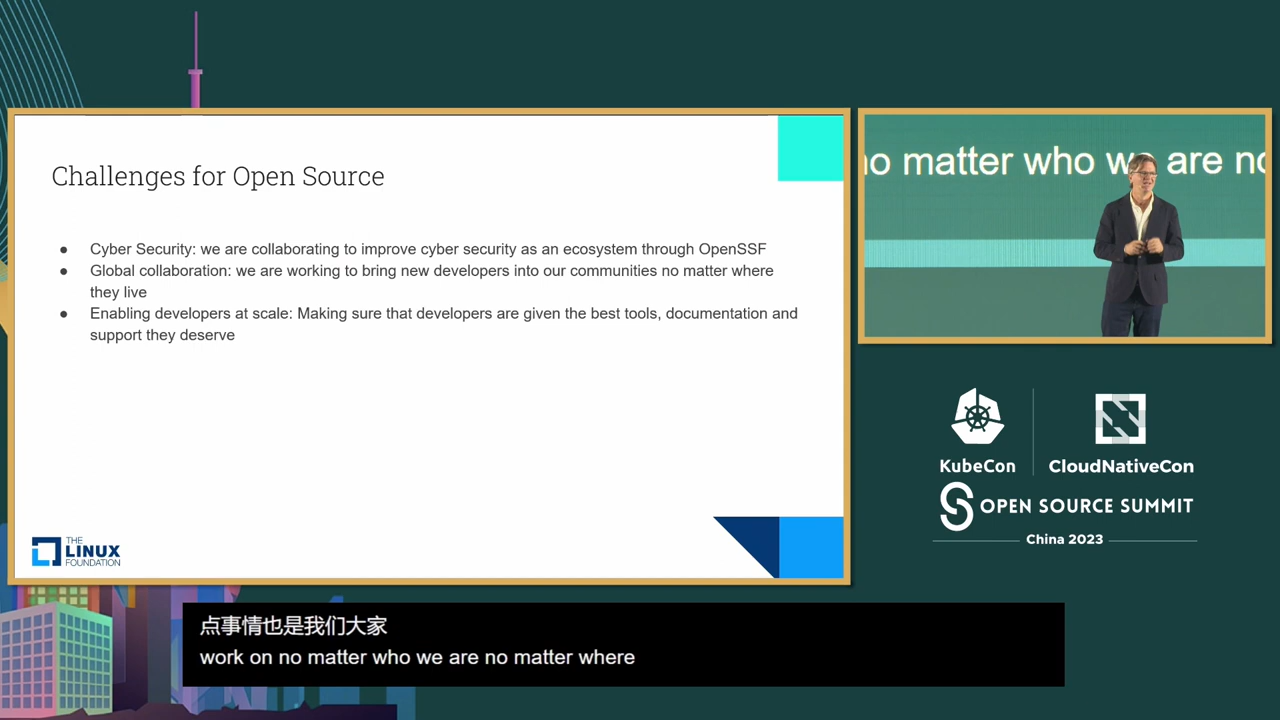 Challenges for Open Source
● Cyber Security: we are collaborating to improve cyber security as an ecosystem through OpenSSF
● Global collaboration: we are working to bring new developers into our communities no matter where
they live
● Enabling developers at scale: Making sure that developers are given the best tools, documentation and
support they deserve
THE
LINUX
FOUNDATION
no matter who we are no
KubeCon
CloudNativeCon
OPEN SOURCE SUMMIT
China 2023
点事情也是我们大家
work on no matter who we are no matter where